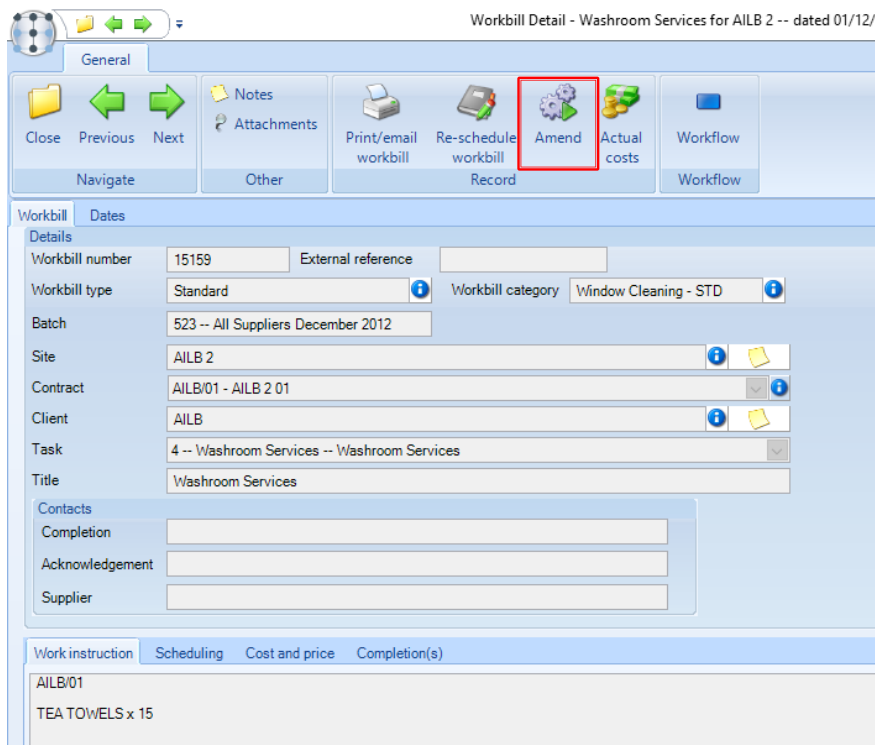 Workbill Detail - Washroom Services for AILB 2 -- dated 01/12/
General
Notes
Attachments
Close Previous Next
Print/email workbill
Re-schedule workbill
Amend
Actual costs
Workflow
Navigate Other Record Workflow
Workbill Dates
Details
Workbill number 15159 External reference
Workbill type Standard Workbill category Window Cleaning - STD
Batch 523 -- All Suppliers December 2012
Site AILB 2
Contract AILB/01 - AILB 2 01
Client AILB
Task 4 -- Washroom Services -- Washroom Services
Title Washroom Services
Contacts
Completion
Acknowledgement
Supplier
Work instruction Scheduling Cost and price Completion(s)
AILB/01
TEA TOWELS x 15